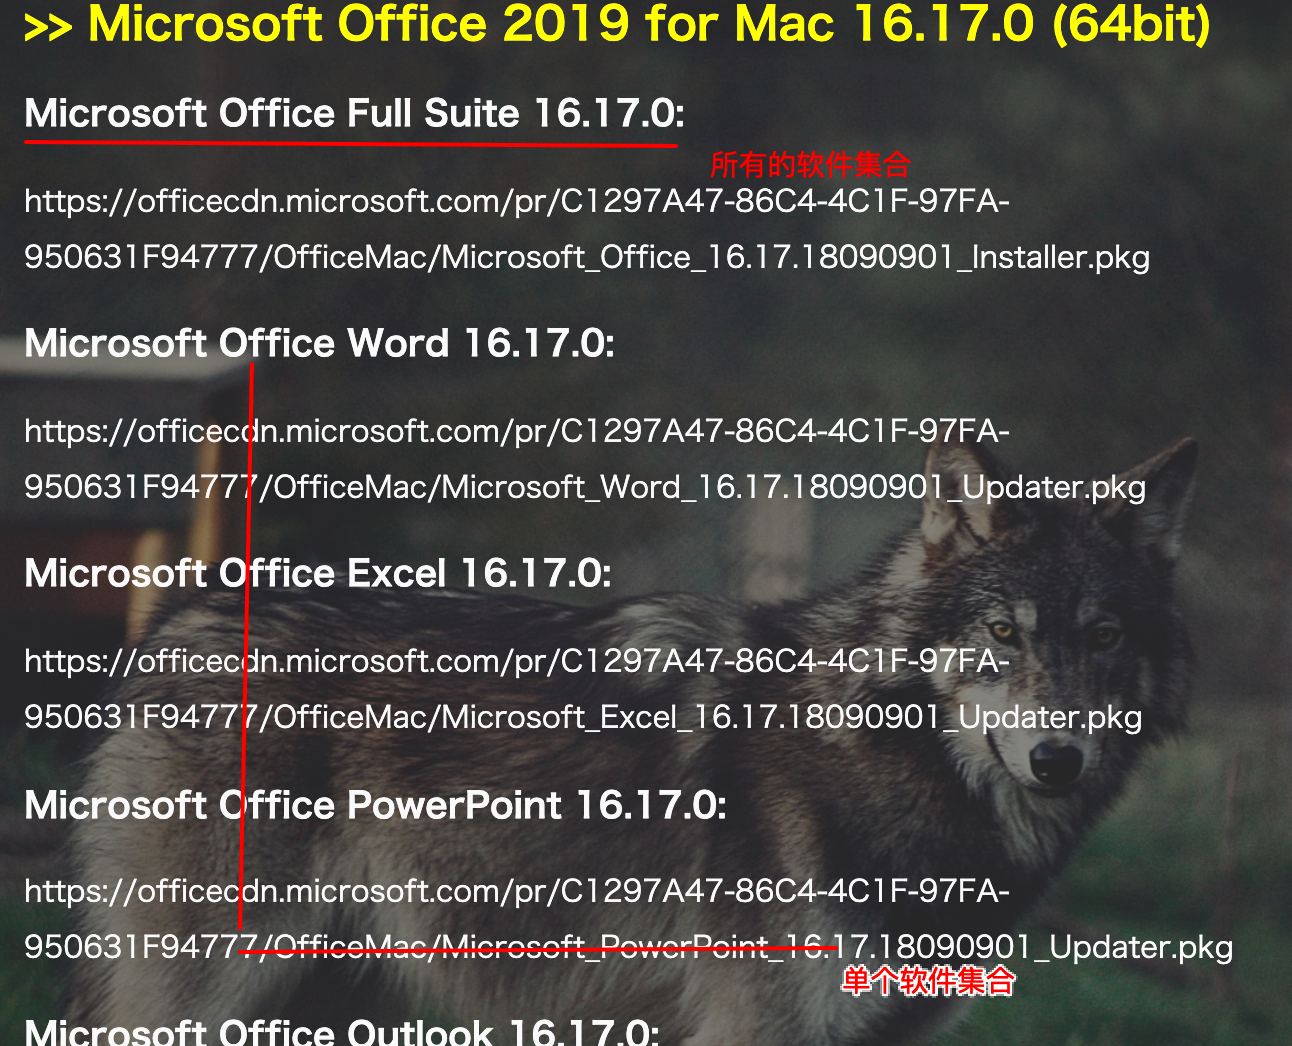 >> Microsoft Office 2019 for Mac 16.17.0 (64bit)
Microsoft Office Full Suite 16.17.0:
所有的软件集合
https://officecdn.microsoft.com/pr/C1297A47-86C4-4C1F-97FA-
950631F94777/OfficeMac/Microsoft_Office_16.17.18090901_Installer.pkg
Microsoft Office Word 16.17.0:
https://officecdn.microsoft.com/pr/C1297A47-86C4-4C1F-97FA-
950631F94777/OfficeMac/Microsoft_Word_16.17.18090901_Updater.pkg
Microsoft Office Excel 16.17.0:
https://officecdn.microsoft.com/pr/C1297A47-86C4-4C1F-97FA-
950631F94777/OfficeMac/Microsoft_Excel_16.17.18090901_Updater.pkg
Microsoft Office PowerPoint 16.17.0:
https://officecdn.microsoft.com/pr/C1297A47-86C4-4C1F-97FA-
950631F94777/OfficeMac/Microsoft_PowerPoint_16.17.18090901_Updater.pkg
单个软件集合
Microsoft Office Outlook 16.17.0: